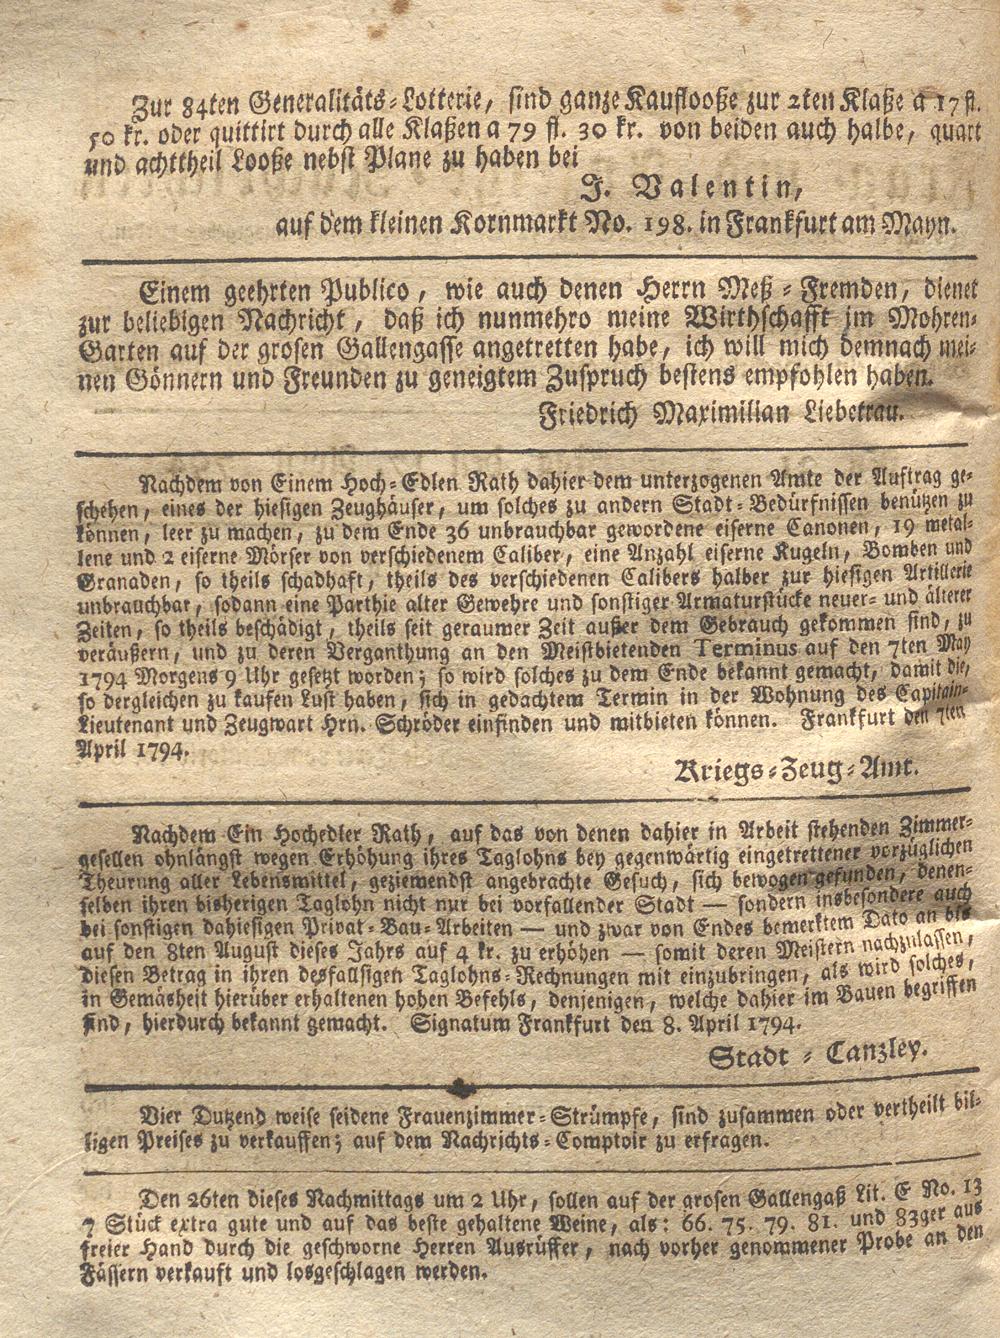 Zur 84ten Generalitäts-Lotterie, sind ganze Kauflooße zur 2ten Klaße a 17 fl.
50 kr. oder quittirt durch alle Klaßen a 79 fl. 30 kr. von beiden auch halbe, quart
und achttheil Looße nebst Plane zu haben bei
J. Valentin,
auf dem kleinen Kornmarkt No. 198. in Frankfurt am Mayn.
Einem geehrten Publico, wie auch denen Herrn Meß-Fremden, dienet
zur beliebigen Nachricht, daß ich nunmehro meine Wirthschafft im Mohren-
Garten auf der grosen Gallengasse angetretten habe, ich will mich demnach mei-
nen Gönnern und Freunden zu geneigtem Zuspruch bestens empfohlen haben.
Friedrich Maximilian Liebetrau.
Nachdem von Einem Hoch-Edlen Rath dahier dem unterzogenen Amte der Auftrag ge-
schehen, eines der hiesigen Zeughäuser, um solches zu andern Stadt-Bedürfnissen benützen zu
können, leer zu machen, zu dem Ende 36 unbrauchbar gewordene eiserne Canonen, 19 metal-
lene und 2 eiserne Mörser von verschiedenem Caliber, eine Anzahl eiserne Kugeln, Bomben und
Granaden, so theils schadhaft, theils des verschiedenen Calibers halber zur hiesigen Artillerie
unbrauchbar, sodann eine Parthie alter Gewehre und sonstiger Armaturstücke neuer- und älterer
Zeiten, so theils beschädigt, theils seit geraumer Zeit außer dem Gebrauch gekommen sind, zu
veräußern, und zu deren Verganthung an den Meistbietenden Terminus auf den 7ten May
1794 Morgens 9 Uhr gesetzt worden; so wird solches zu dem Ende bekannt gemacht, damit die,
so dergleichen zu kaufen Lust haben, sich in gedachtem Termin in der Wohnung des Capitain-
Lieutenant und Zeugwart Hrn. Schröder einfinden und mitbieten können. Frankfurt den 7ten
April 1794.
Kriegs-Zeug-Amt.
Nachdem Ein Hochedler Rath, auf das von denen dahier in Arbeit stehenden Zimmer-
gesellen ohnlängst wegen Erhöhung ihres Taglohns bey gegenwärtig eingetrettener vorzüglichen
Theurung aller Lebensmittel, geziemendst angebrachte Gesuch, sich bewogen gefunden, denen-
selben ihren bisherigen Taglohn nicht nur bei vorfallender Stadt — sondern insbesondere auch
bei sonstigen dahiesigen Privat-Bau-Arbeiten — und zwar von Endes bemerktem Dato an bis
auf den 8ten August dieses Jahrs auf 4 kr. zu erhöhen — somit deren Meistern nachzulassen,
diesen Betrag in ihren desfallsigen Taglohns-Rechnungen mit einzubringen, als wird solches,
in Gemäsheit hierüber erhaltenen hohen Befehls, denjenigen, welche dahier im Bauen begriffen
sind, hierdurch bekannt gemacht. Signatum Frankfurt den 8. April 1794.
Stadt-Canzley.
Vier Dutzend weise seidene Frauenzimmer-Strümpfe, sind zusammen oder vertheilt bil-
ligen Preises zu verkauffen; auf dem Nachrichts-Comptoir zu erfragen.
Den 26ten dieses Nachmittags um 2 Uhr, sollen auf der grosen Gallengaß Lit. E No. 13
7 Stück extra gute und auf das beste gehaltene Weine, als: 66. 75. 79. 81. und 83ger aus
freier Hand durch die geschworne Herren Ausrüffer, nach vorher genommener Probe an den
Fässern verkauft und losgeschlagen werden.